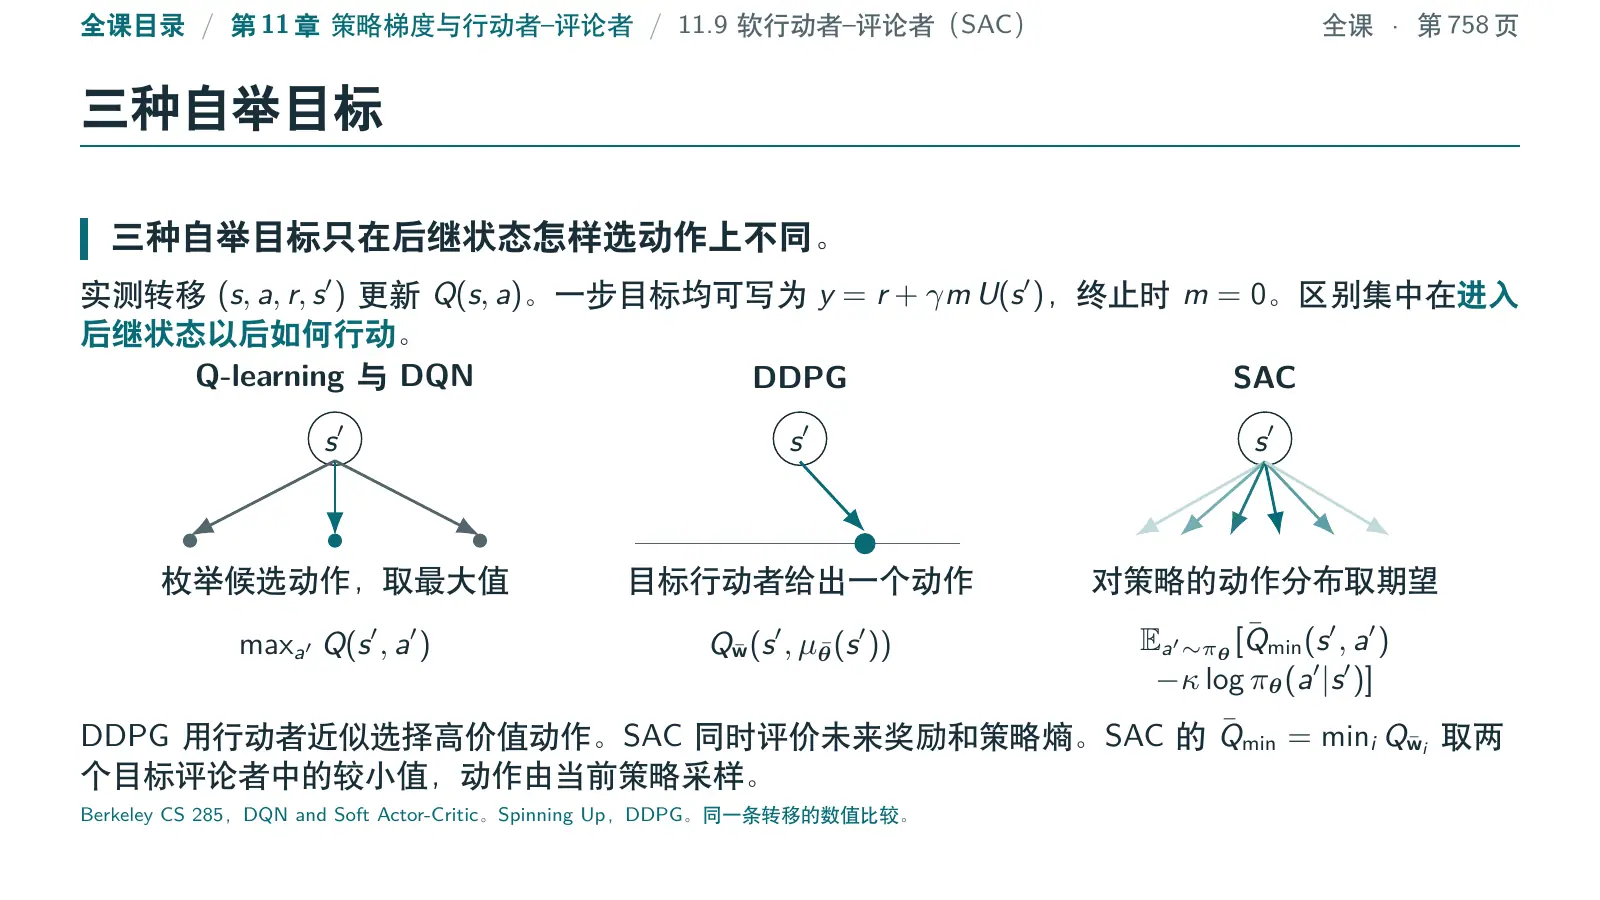 全课目录 / 第 11 章 策略梯度与行动者–评论者 / 11.9 软行动者–评论者（SAC） 全课 · 第 758 页
三种自举目标
三种自举目标只在后继状态怎样选动作上不同。
实测转移 (s, a, r, s′) 更新 Q(s, a)。一步目标均可写为 y = r + γm U(s′)，终止时 m = 0。区别集中在进入
后继状态以后如何行动。
Q-learning 与 DQN DDPG SAC
s′ s′ s′
枚举候选动作，取最大值 目标行动者给出一个动作 对策略的动作分布取期望
max_{a′} Q(s′, a′) Q_{w̄}(s′, μ_{θ̄}(s′)) 𝔼_{a′∼π_θ}[Q̄_{min}(s′, a′)
−κ log π_θ(a′|s′)]
DDPG 用行动者近似选择高价值动作。SAC 同时评价未来奖励和策略熵。SAC 的 Q̄_{min} = min_i Q_{w̄_i} 取两
个目标评论者中的较小值，动作由当前策略采样。
Berkeley CS 285，DQN and Soft Actor-Critic。Spinning Up，DDPG。同一条转移的数值比较。